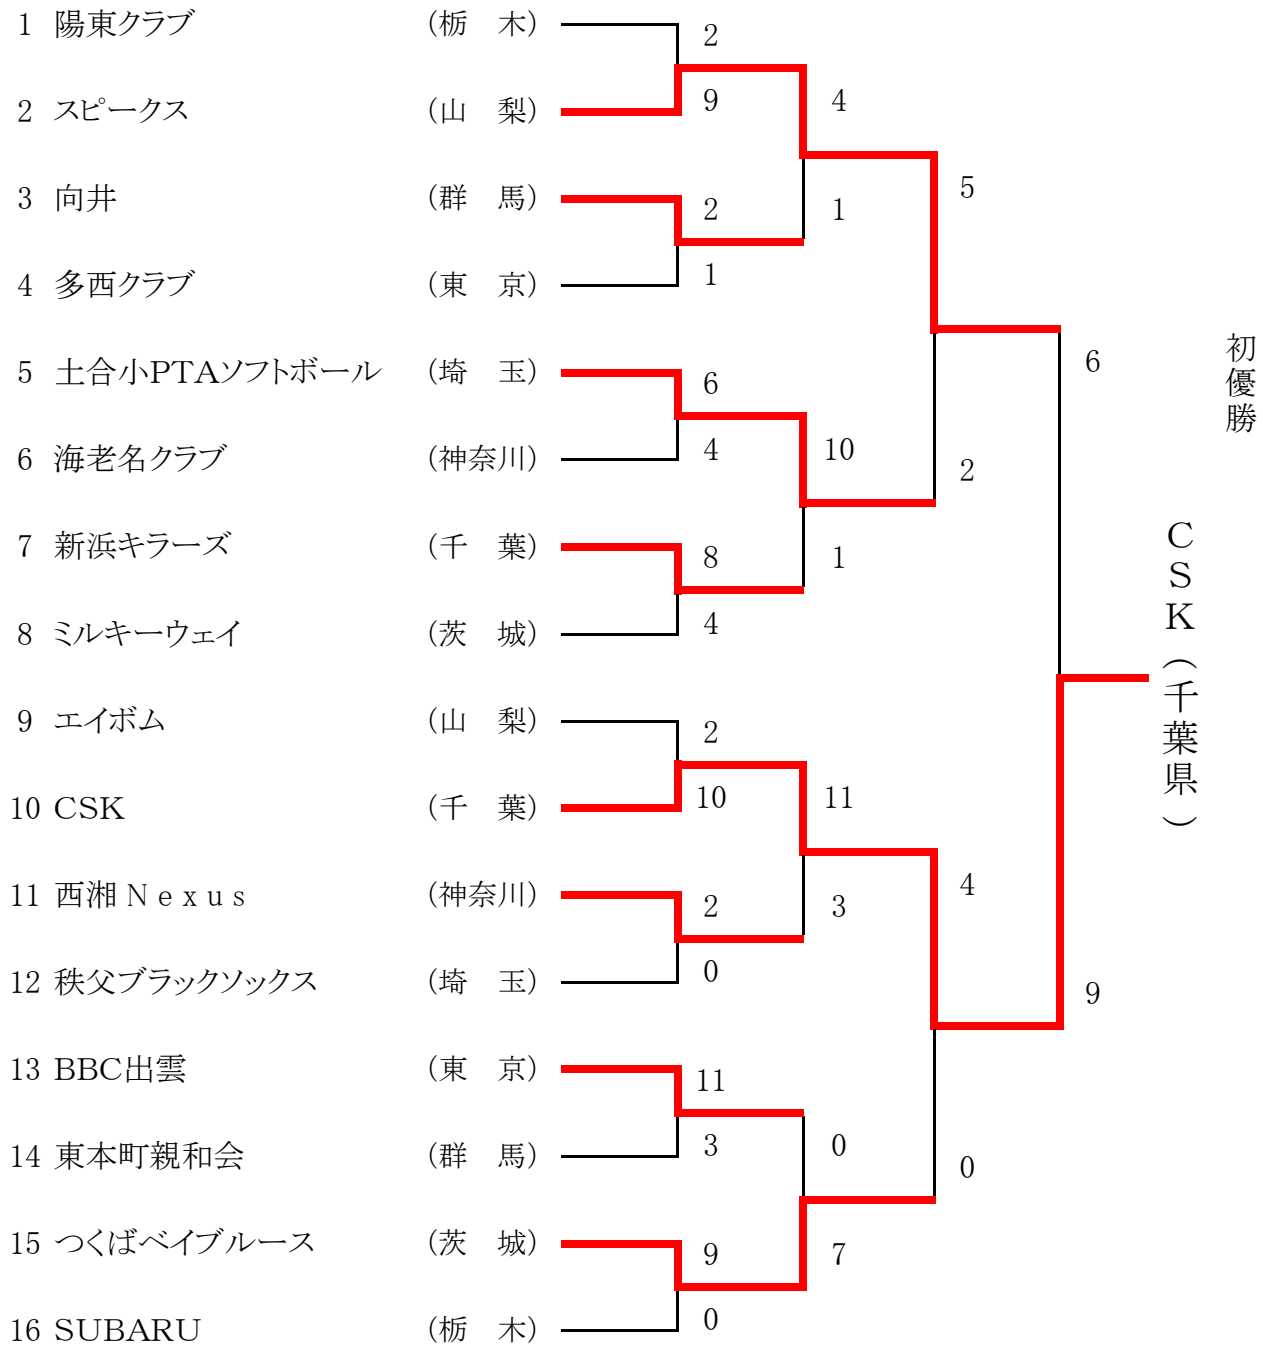 1 陽東クラブ (栃 木)
2
9
2 スピークス (山 梨)
4
3 向井 (群 馬)
2
1
5
4 多西クラブ (東 京)
1
5 土合小PTAソフトボール (埼 玉)
6
6
初優勝
6 海老名クラブ (神奈川)
4
10
2
7 新浜キラーズ (千 葉)
8
1
8 ミルキーウェイ (茨 城)
4
CSK(千葉県)
9 エイボム (山 梨)
2
10 CSK (千 葉)
10
11
11 西湘Nexus (神奈川)
2
3
4
12 秩父ブラックソックス (埼 玉)
0
9
13 BBC出雲 (東 京)
11
14 東本町親和会 (群 馬)
3
0
0
15 つくばベイブルース (茨 城)
9
7
16 SUBARU (栃 木)
0